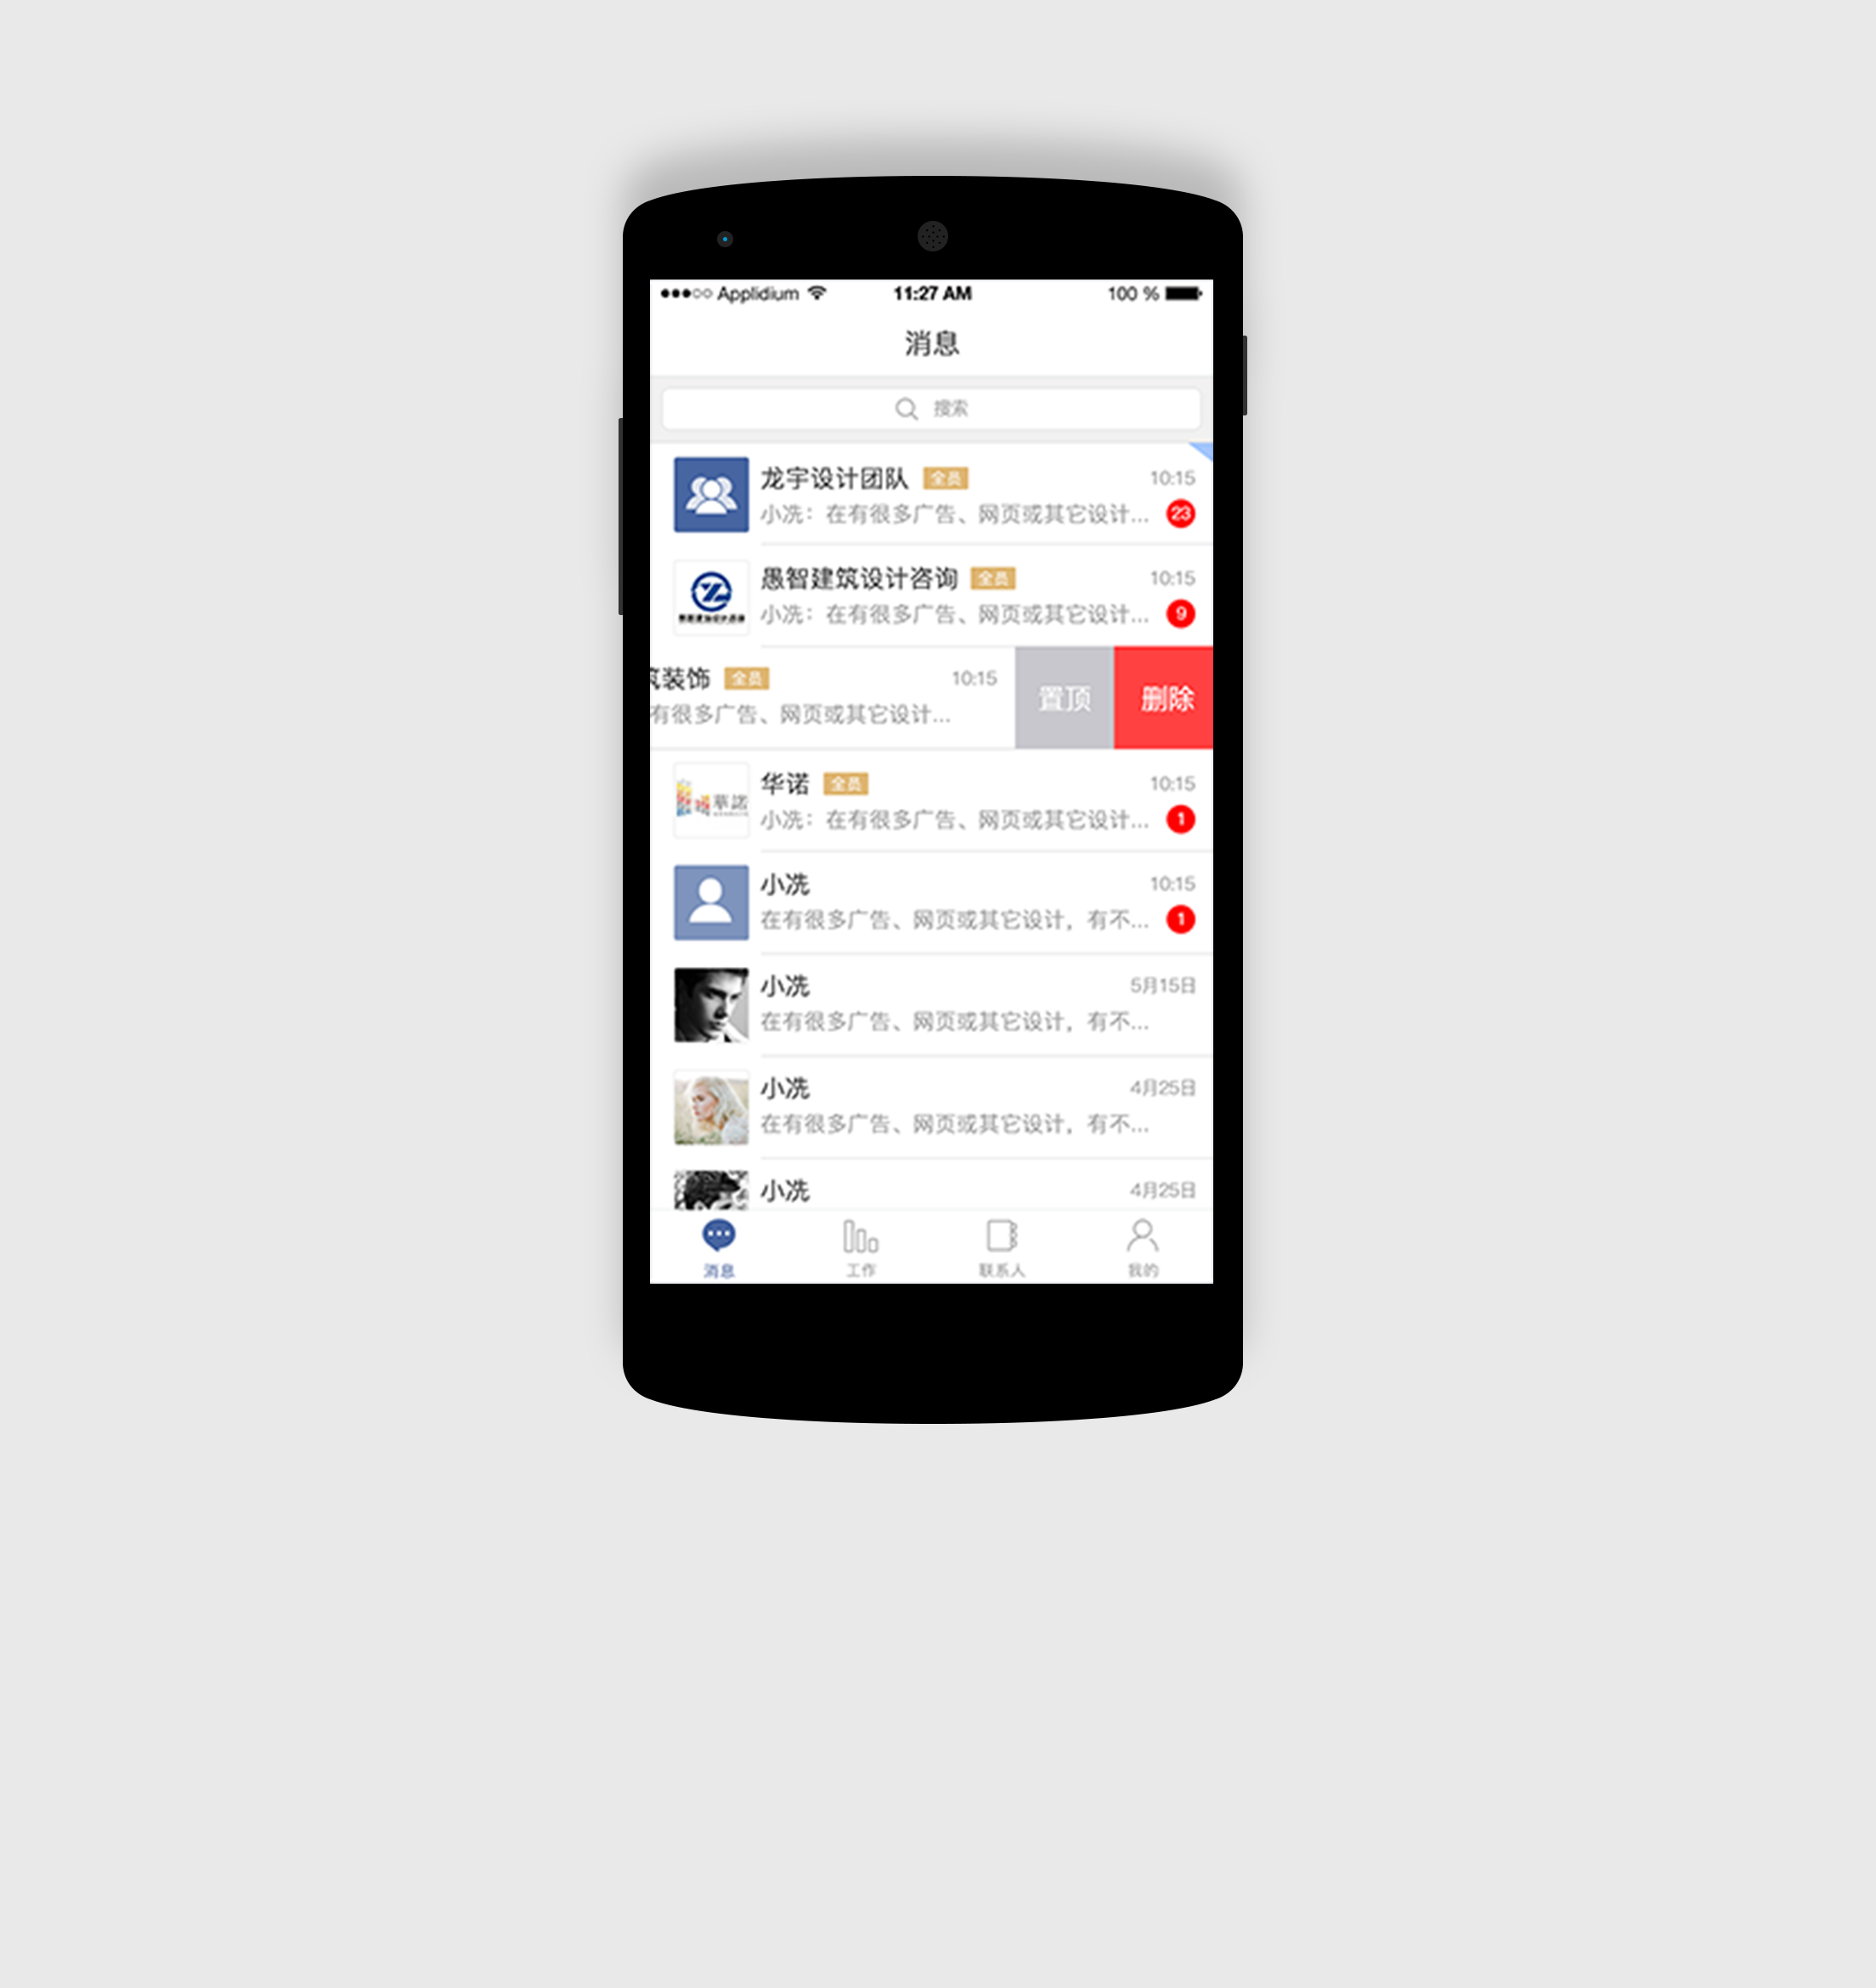 Applidium 11:27 AM 100 %
消息
搜索
龙宇设计团队 全员 10:15
小冼：在有很多广告、网页或其它设计... 23
愚智建筑设计咨询 全员 10:15
小冼：在有很多广告、网页或其它设计... 9
筑装饰 全员 10:15
有很多广告、网页或其它设计...
置顶 删除
华诺 全员 10:15
小冼：在有很多广告、网页或其它设计... 1
華諾
小冼 10:15
在有很多广告、网页或其它设计，有不... 1
小冼 5月15日
在有很多广告、网页或其它设计，有不...
小冼 4月25日
在有很多广告、网页或其它设计，有不...
小冼 4月25日
消息 工作 联系人 我的